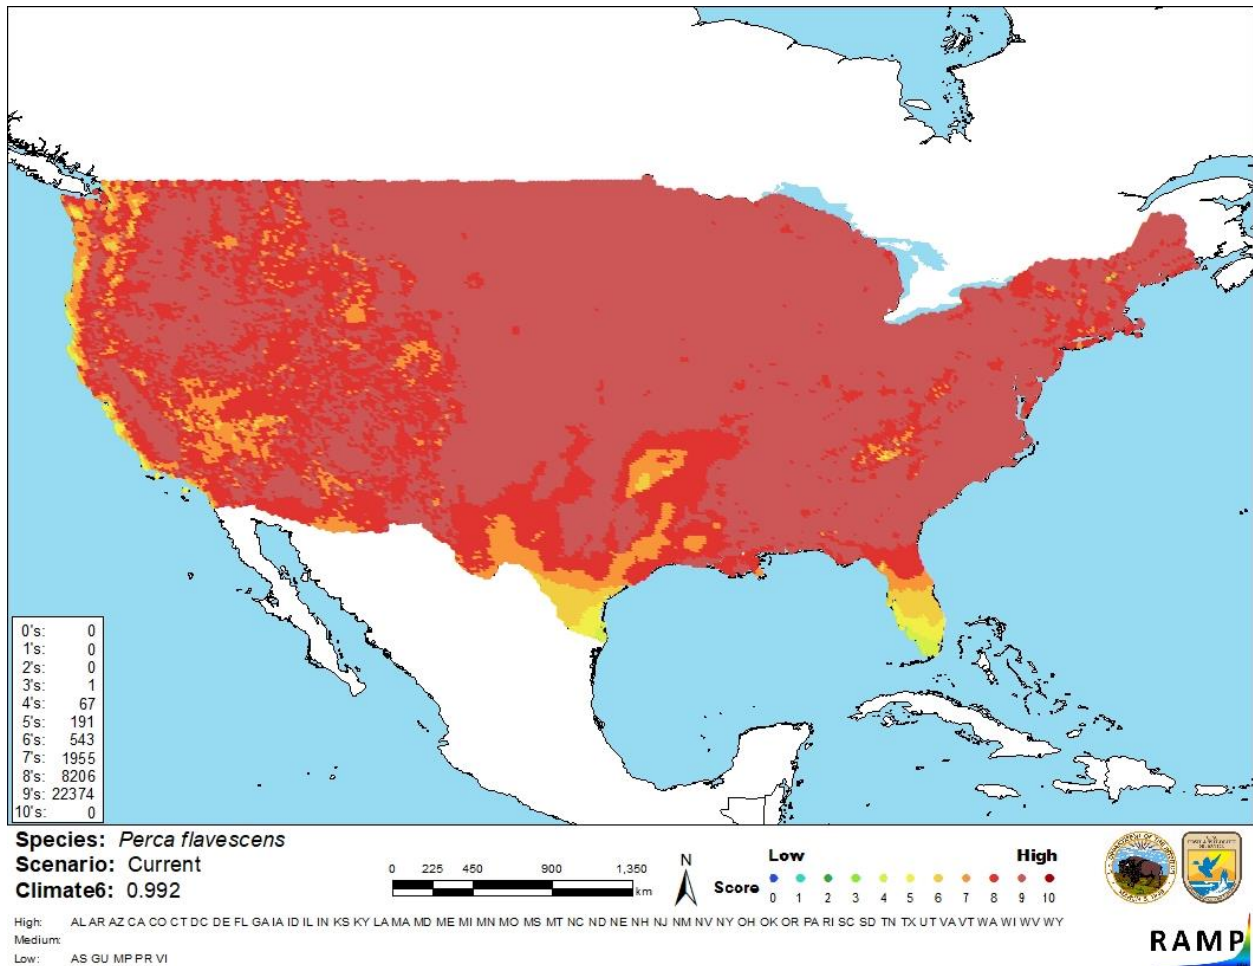 0's: 0
1's: 0
2's: 0
3's: 1
4's: 67
5's: 191
6's: 543
7's: 1955
8's: 8206
9's: 22374
10's: 0
Species: Perca flavescens
Scenario: Current
Climate6: 0.992
0 225 450 900 1,350
km
N
Low High
Score 0 1 2 3 4 5 6 7 8 9 10
High: AL AR AZ CA CO CT DC DE FL GA IA ID IL IN KS KY LA MA MD ME MI MN MO MS MT NC ND NE NH NJ NM NV NY OH OK OR PA RI SC SD TN TX UT VA VT WA WI WV WY
Medium:
Low: AS GU MP PR VI
RAMP